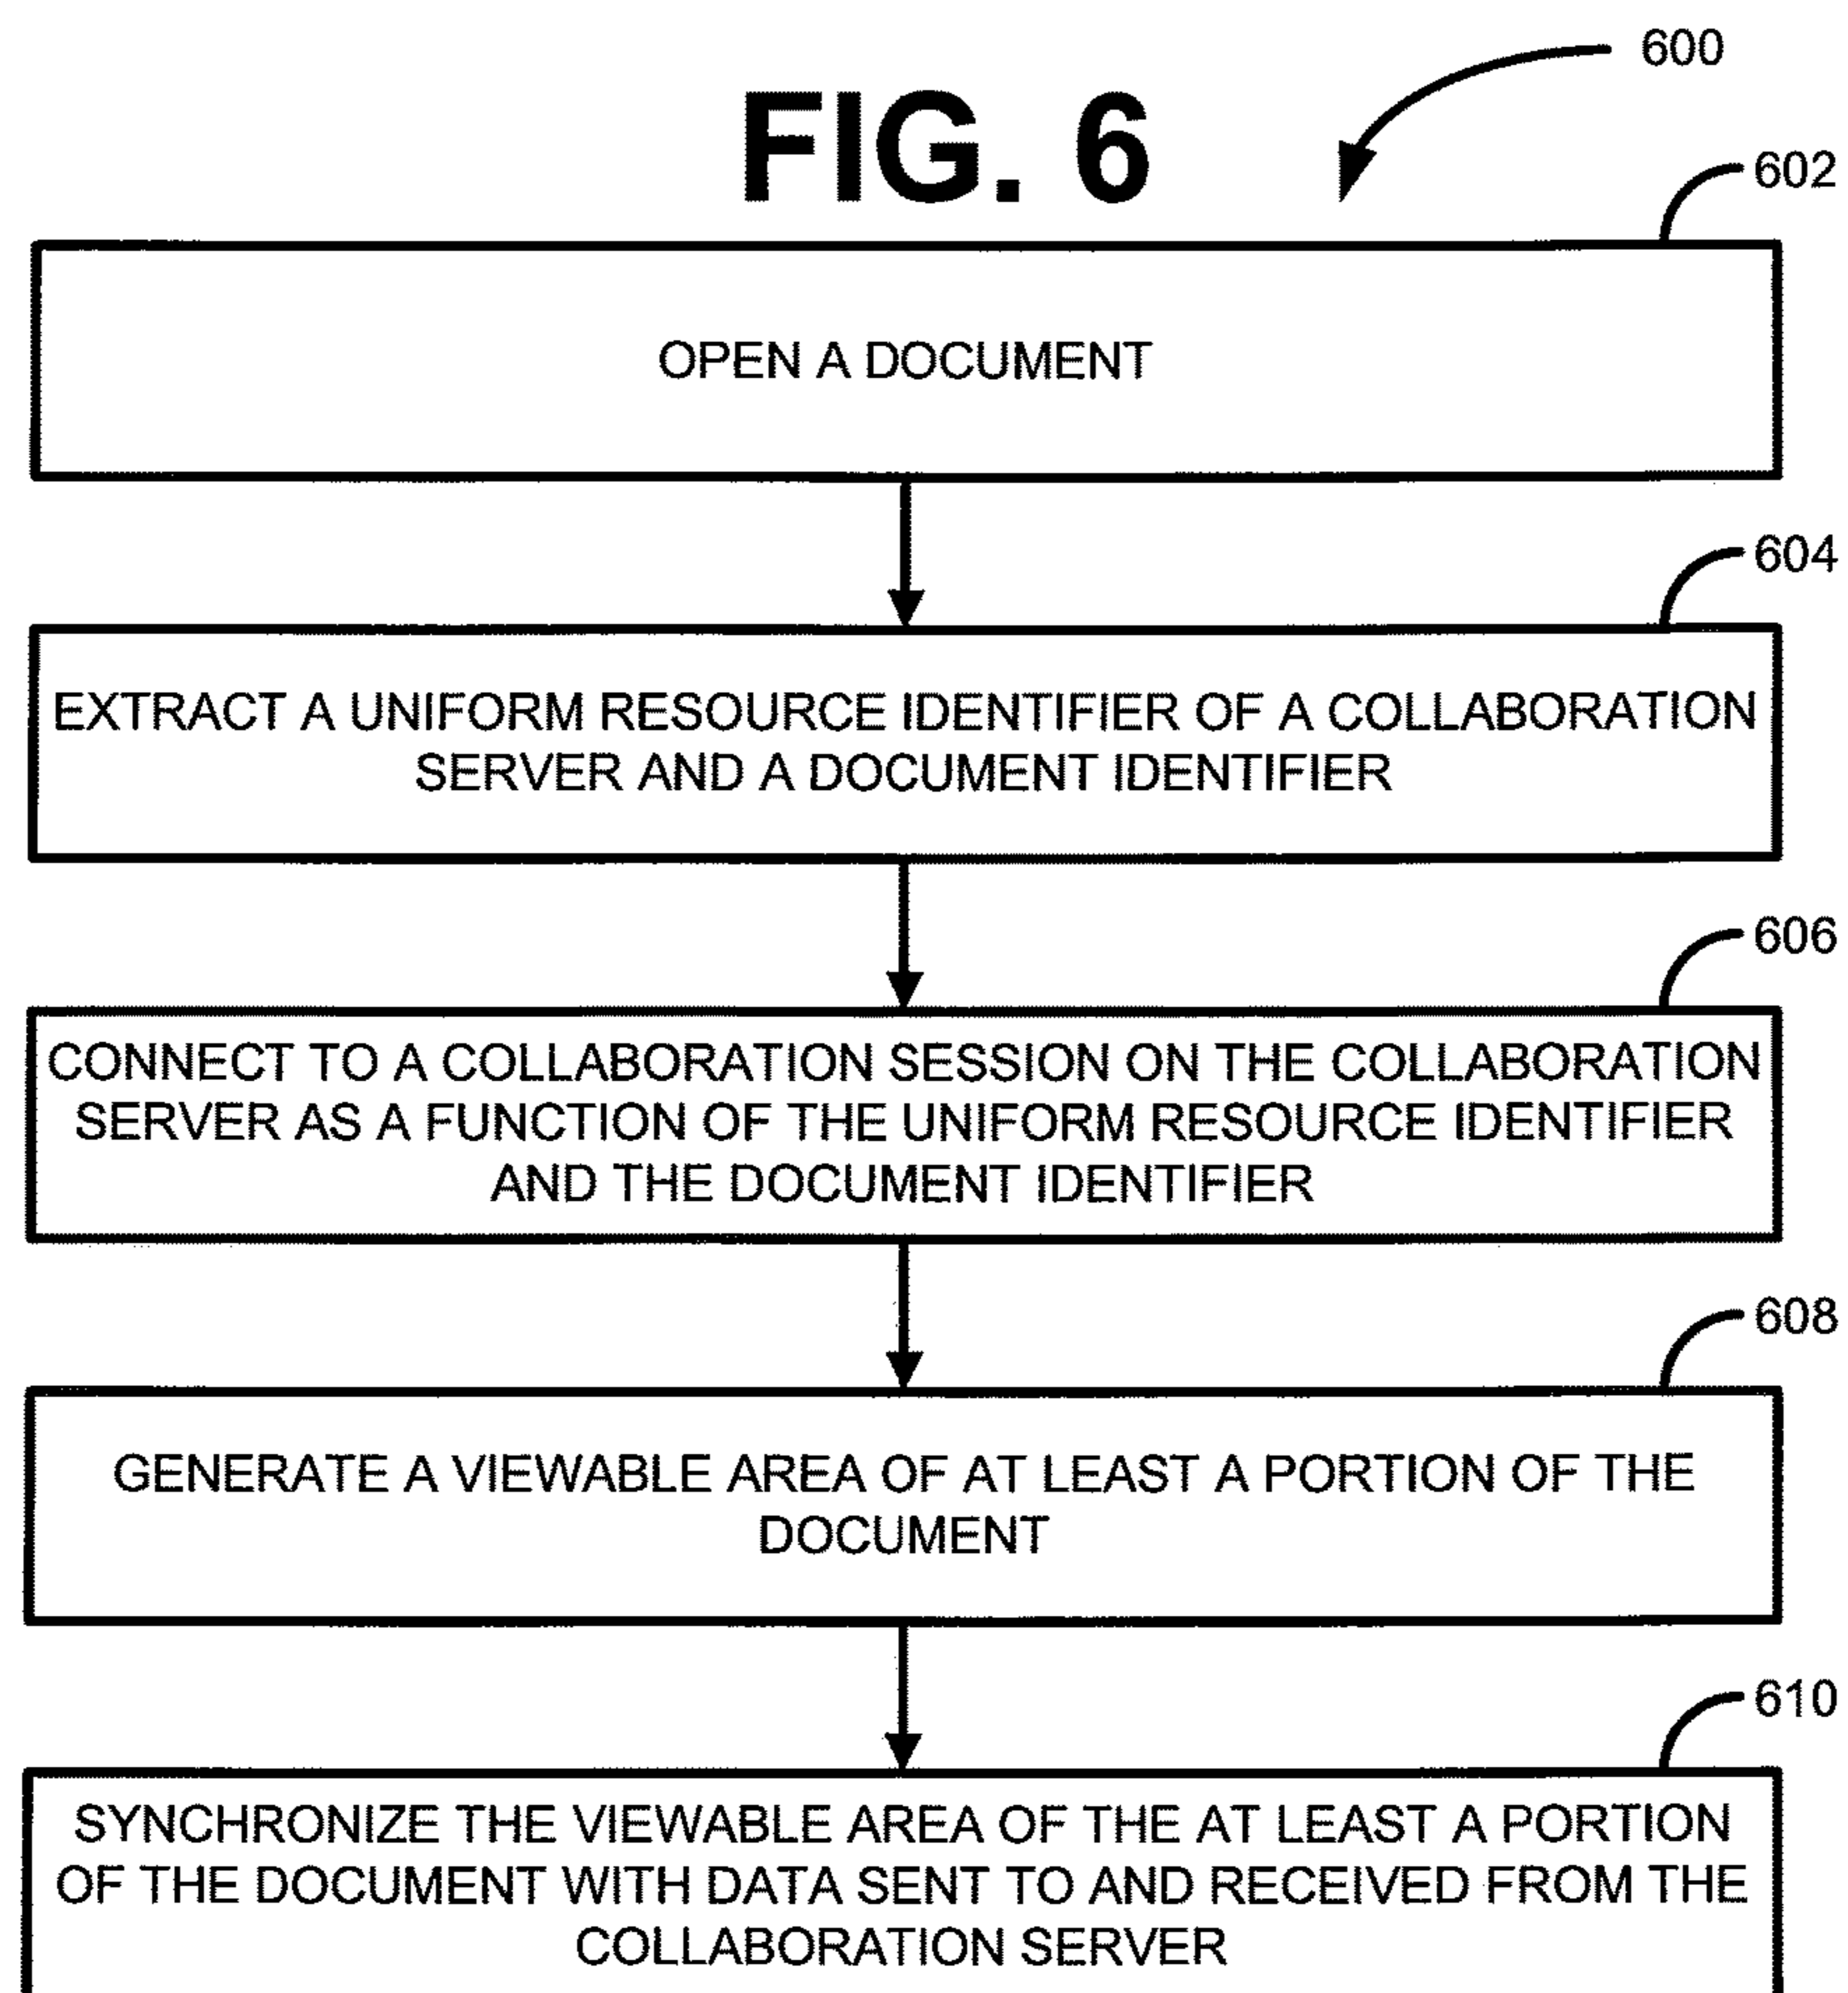 600
FIG. 6
602
OPEN A DOCUMENT
604
EXTRACT A UNIFORM RESOURCE IDENTIFIER OF A COLLABORATION
SERVER AND A DOCUMENT IDENTIFIER
606
CONNECT TO A COLLABORATION SESSION ON THE COLLABORATION
SERVER AS A FUNCTION OF THE UNIFORM RESOURCE IDENTIFIER
AND THE DOCUMENT IDENTIFIER
608
GENERATE A VIEWABLE AREA OF AT LEAST A PORTION OF THE
DOCUMENT
610
SYNCHRONIZE THE VIEWABLE AREA OF THE AT LEAST A PORTION
OF THE DOCUMENT WITH DATA SENT TO AND RECEIVED FROM THE
COLLABORATION SERVER